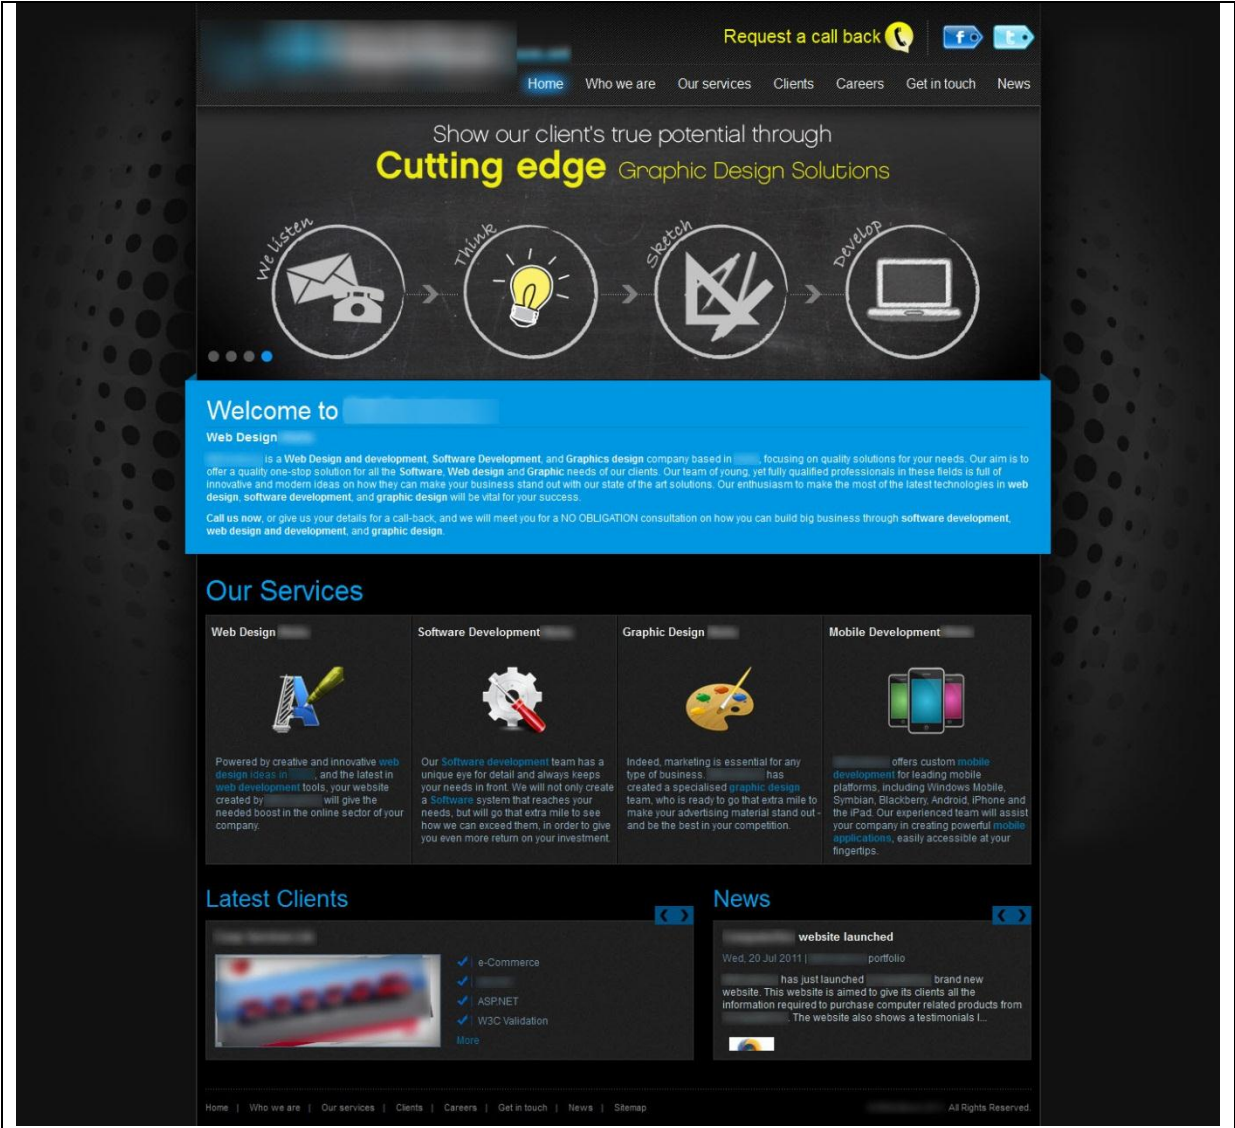 Request a call back
f t
Home Who we are Our services Clients Careers Get in touch News
Show our client's true potential through
Cutting edge Graphic Design Solutions
We listen Think Sketch Develop
Welcome to
Web Design
is a Web Design and development, Software Development, and Graphics design company based in , focusing on quality solutions for your needs. Our aim is to
offer a quality one-stop solution for all the Software, Web design and Graphic needs of our clients. Our team of young, yet fully qualified professionals in these fields is full of
innovative and modern ideas on how they can make your business stand out with our state of the art solutions. Our enthusiasm to make the most of the latest technologies in web
design, software development, and graphic design will be vital for your success.
Call us now, or give us your details for a call-back, and we will meet you for a NO OBLIGATION consultation on how you can build big business through software development,
web design and development, and graphic design.
Our Services
Web Design
Powered by creative and innovative web
design ideas in , and the latest in
web development tools, your website
created by will give the
needed boost in the online sector of your
company.
Software Development
Our Software development team has a
unique eye for detail and always keeps
your needs in front. We will not only create
a Software system that reaches your
needs, but will go that extra mile to see
how we can exceed them, in order to give
you even more return on your investment.
Graphic Design
Indeed, marketing is essential for any
type of business. has
created a specialised graphic design
team, who is ready to go that extra mile to
make your advertising material stand out -
and be the best in your competition.
Mobile Development
offers custom mobile
development for leading mobile
platforms, including Windows Mobile,
Symbian, Blackberry, Android, iPhone and
the iPad. Our experienced team will assist
your company in creating powerful mobile
applications, easily accessible at your
fingertips.
Latest Clients
e-Commerce
ASP.NET
W3C Validation
More
News
website launched
Wed, 20 Jul 2011 | portfolio
has just launched brand new
website. This website is aimed to give its clients all the
information required to purchase computer related products from
. The website also shows a testimonials l...
Home | Who we are | Our services | Clients | Careers | Get in touch | News | Sitemap
All Rights Reserved.